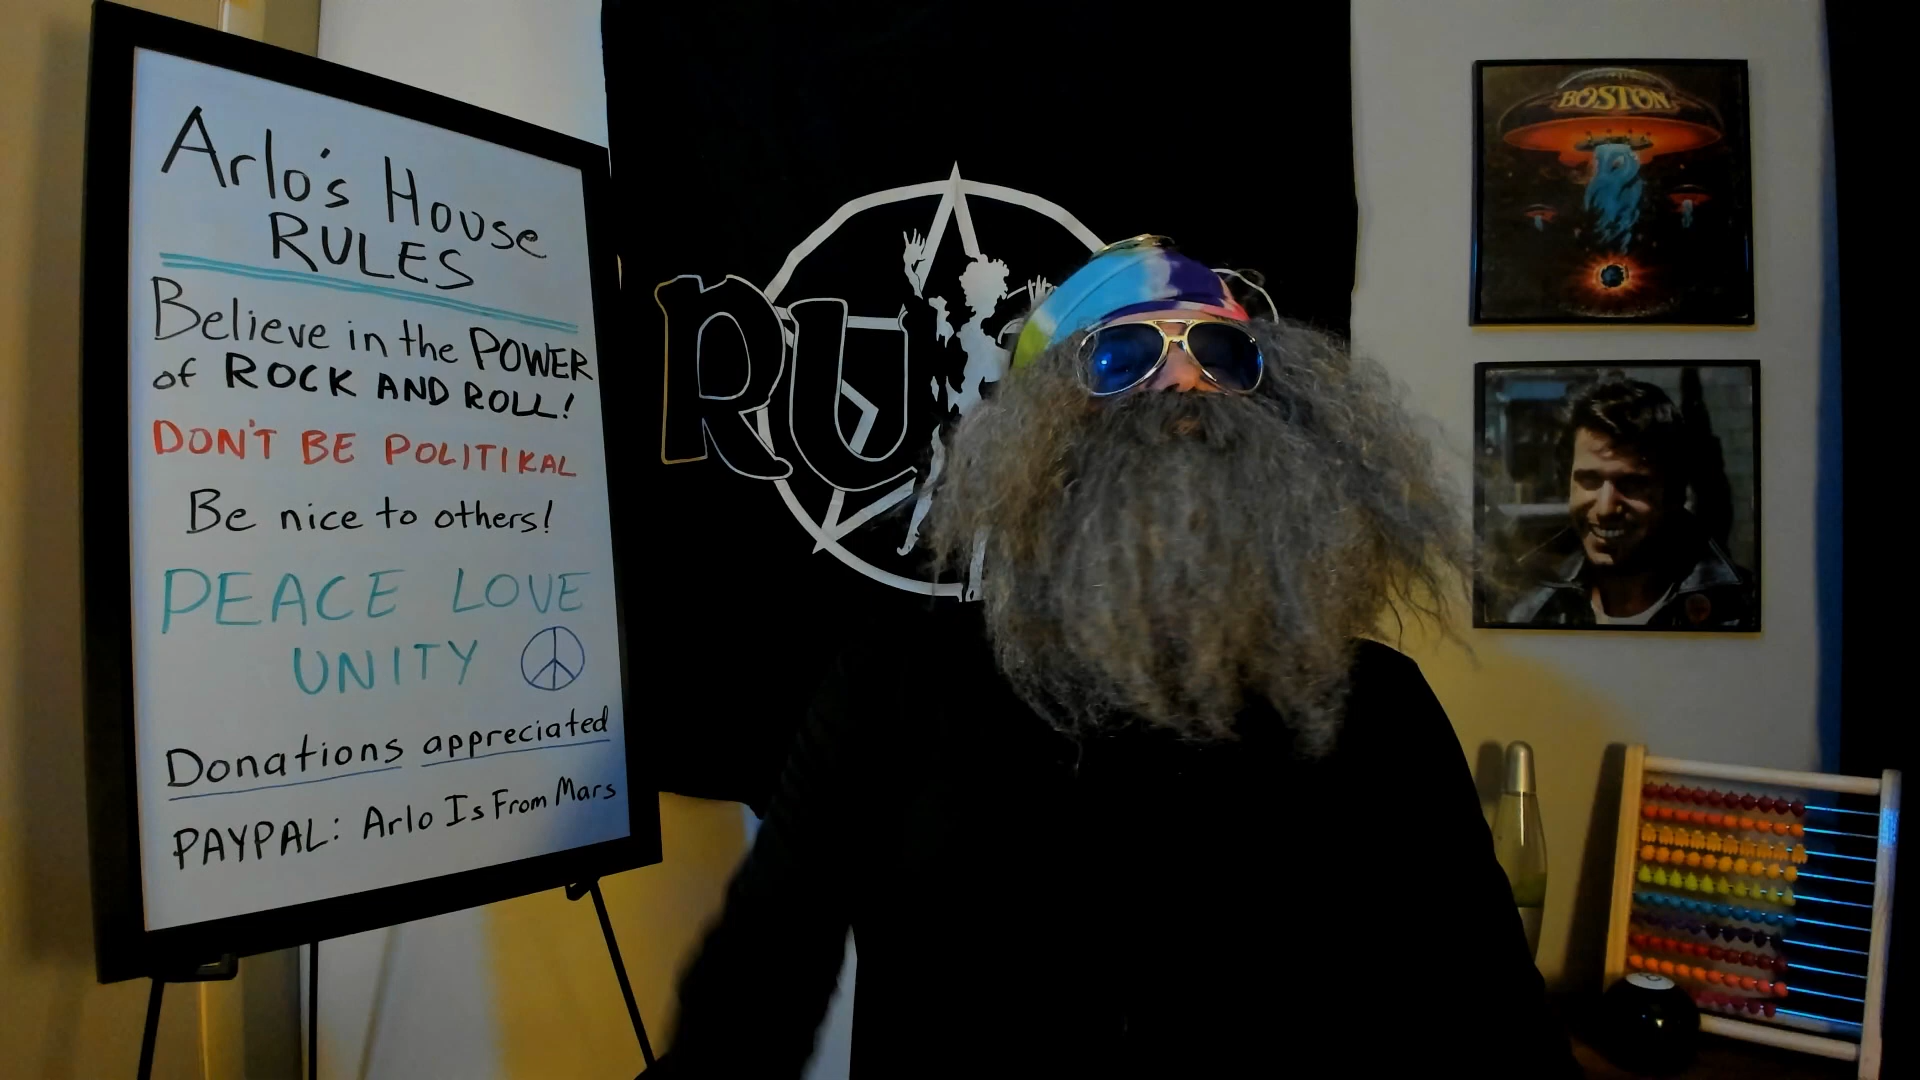 Arlo's House
RULES
Believe in the POWER
of ROCK AND ROLL!
DON'T BE POLITIKAL
Be nice to others!
PEACE LOVE
UNITY
Donations appreciated
PAYPAL: Arlo Is From Mars
RU
BOSTON